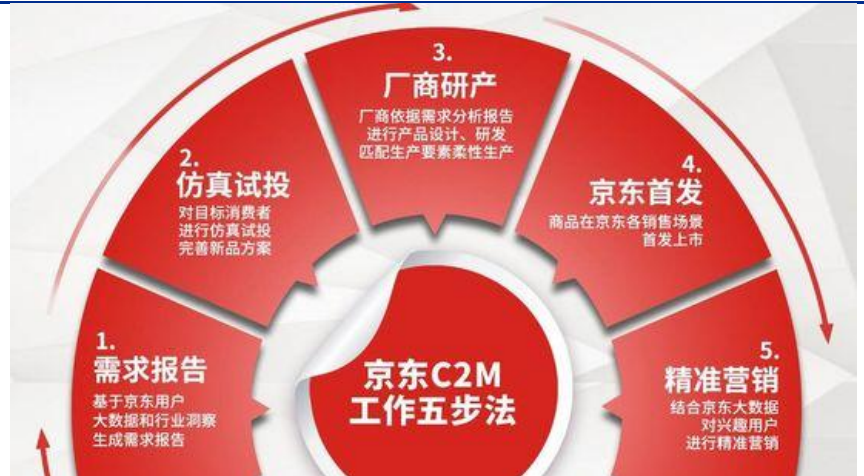 1.
需求报告
基于京东用户
大数据和行业洞察
生成需求报告
2.
仿真试投
对目标消费者
进行仿真试投
完善新品方案
3.
厂商研产
厂商依据需求分析报告
进行产品设计、研发
匹配生产要素柔性生产
4.
京东首发
商品在京东各销售场景
首发上市
5.
精准营销
结合京东大数据
对兴趣用户
进行精准营销
京东C2M
工作五步法